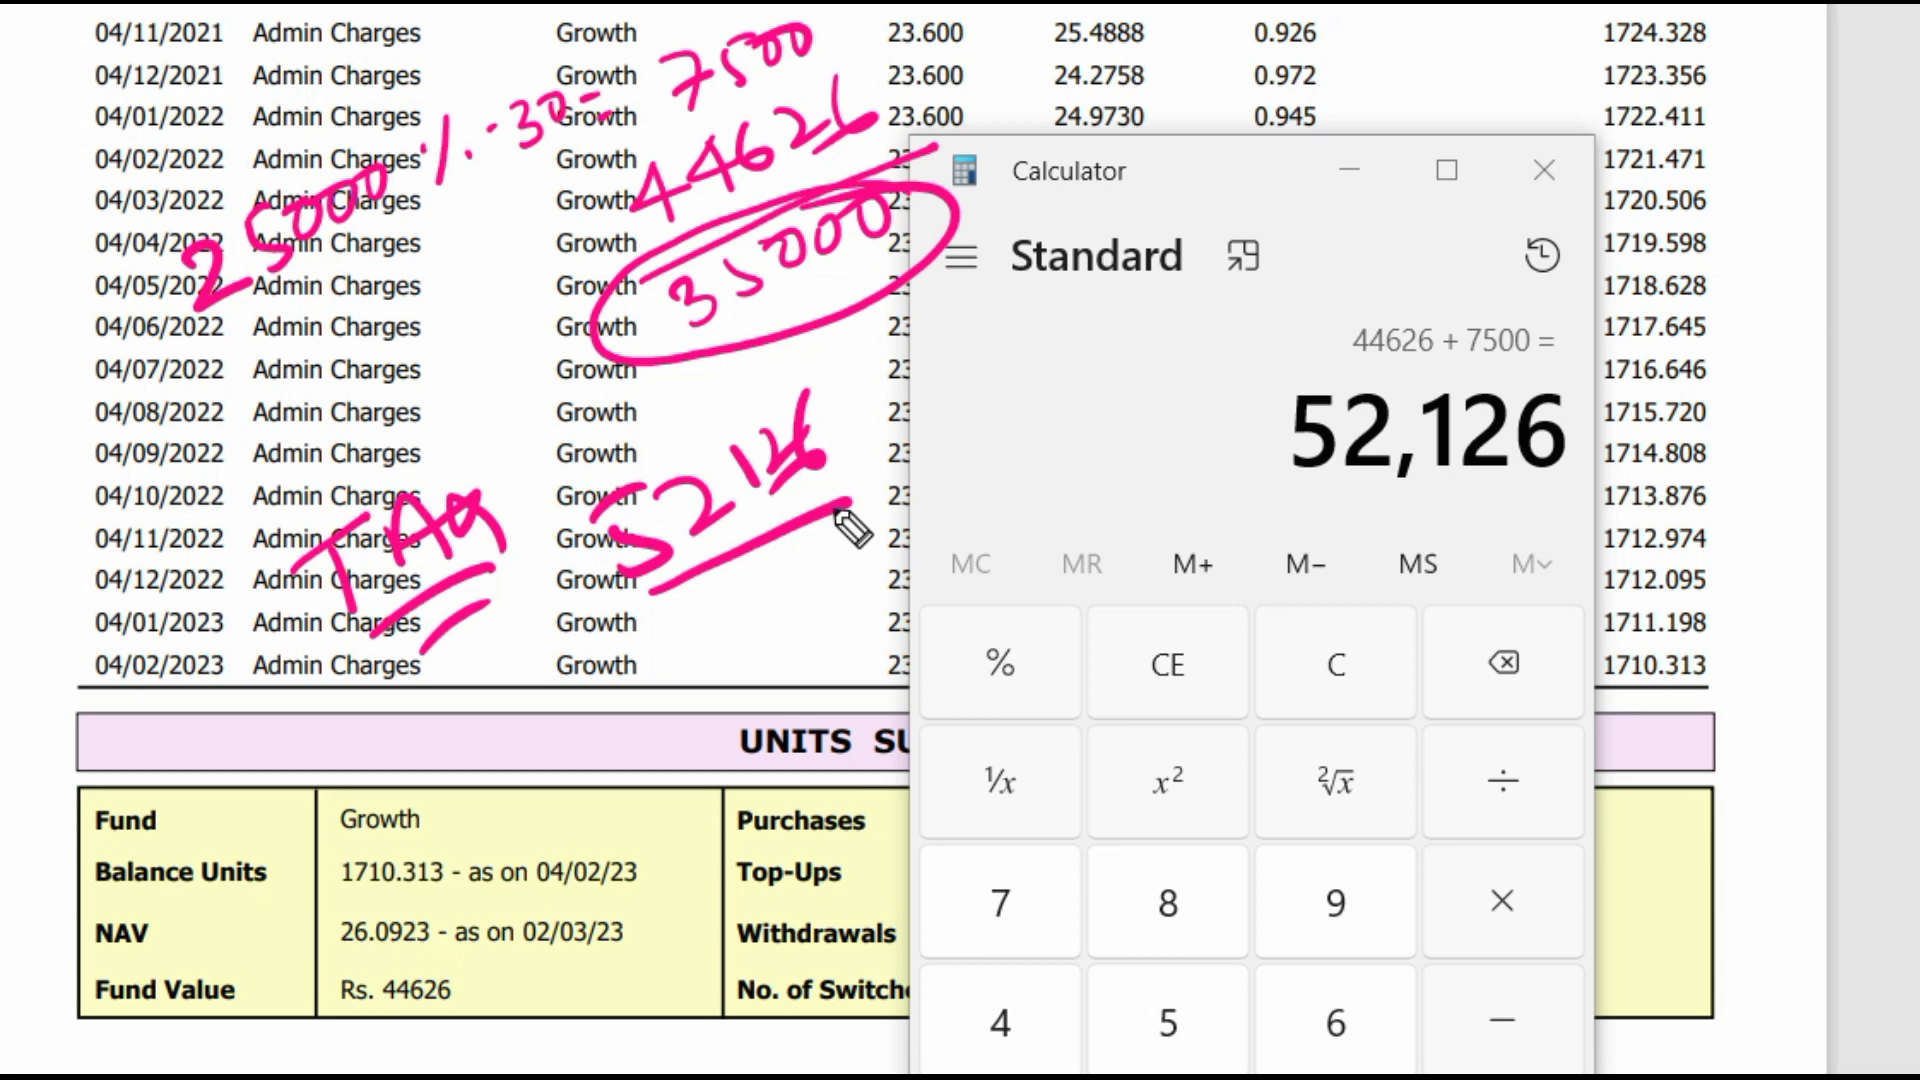 04/11/2021 Admin Charges Growth 23.600 25.4888 0.926 1724.328
04/12/2021 Admin Charges Growth 23.600 24.2758 0.972 1723.356
04/01/2022 Admin Charges Growth 23.600 24.9730 0.945 1722.411
04/02/2022 Admin Charges Growth 1721.471
04/03/2022 Admin Charges Growth 1720.506
04/04/2022 Admin Charges Growth 1719.598
04/05/2022 Admin Charges Growth 1718.628
04/06/2022 Admin Charges Growth 1717.645
04/07/2022 Admin Charges Growth 1716.646
04/08/2022 Admin Charges Growth 1715.720
04/09/2022 Admin Charges Growth 1714.808
04/10/2022 Admin Charges Growth 1713.876
04/11/2022 Admin Charges Growth 1712.974
04/12/2022 Admin Charges Growth 1712.095
04/01/2023 Admin Charges Growth 1711.198
04/02/2023 Admin Charges Growth 1710.313
25000 %. 30= 7500
44626
35000
52126
Calculator
Standard
44626 + 7500 =
52,126
MC MR M+ M− MS M
% CE C
1/x x² ²√x ÷
7 8 9 ×
4 5 6 −
UNITS
Fund Growth Purchases
Balance Units 1710.313 - as on 04/02/23 Top-Ups
NAV 26.0923 - as on 02/03/23 Withdrawals
Fund Value Rs. 44626 No. of